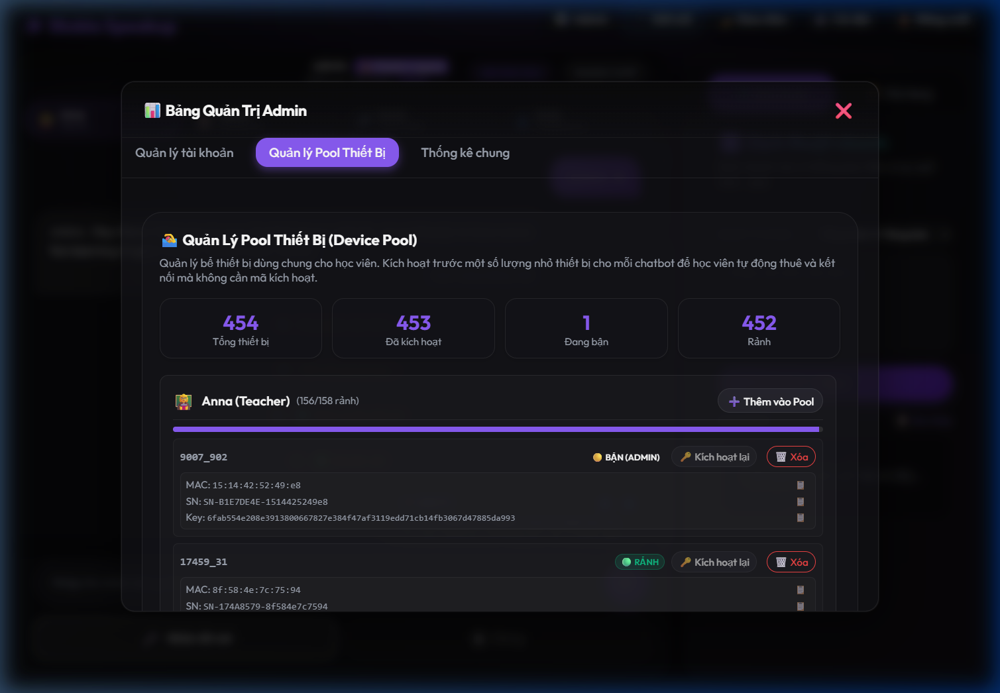 Bảng Quản Trị Admin
Quản lý tài khoản
Quản lý Pool Thiết Bị
Thống kê chung
Quản Lý Pool Thiết Bị (Device Pool)
Quản lý bể thiết bị dùng chung cho học viên. Kích hoạt trước một số lượng nhỏ thiết bị cho mỗi chatbot để học viên tự động thuê và kết
nối mà không cần mã kích hoạt.
454
Tổng thiết bị
453
Đã kích hoạt
1
Đang bận
452
Rảnh
Anna (Teacher) (156/158 rảnh)
Thêm vào Pool
9007_902
BẬN (ADMIN)
Kích hoạt lại
Xóa
MAC: 15:14:42:52:49:e8
SN: SN-B1E7DE4E-1514425249e8
Key: 6fab554e208e3913800667827e384f47af3119edd71cb14fb3067d47885da993
17459_31
RẢNH
Kích hoạt lại
Xóa
MAC: 8f:58:4e:7c:75:94
SN: SN-174A8579-8f584e7c7594